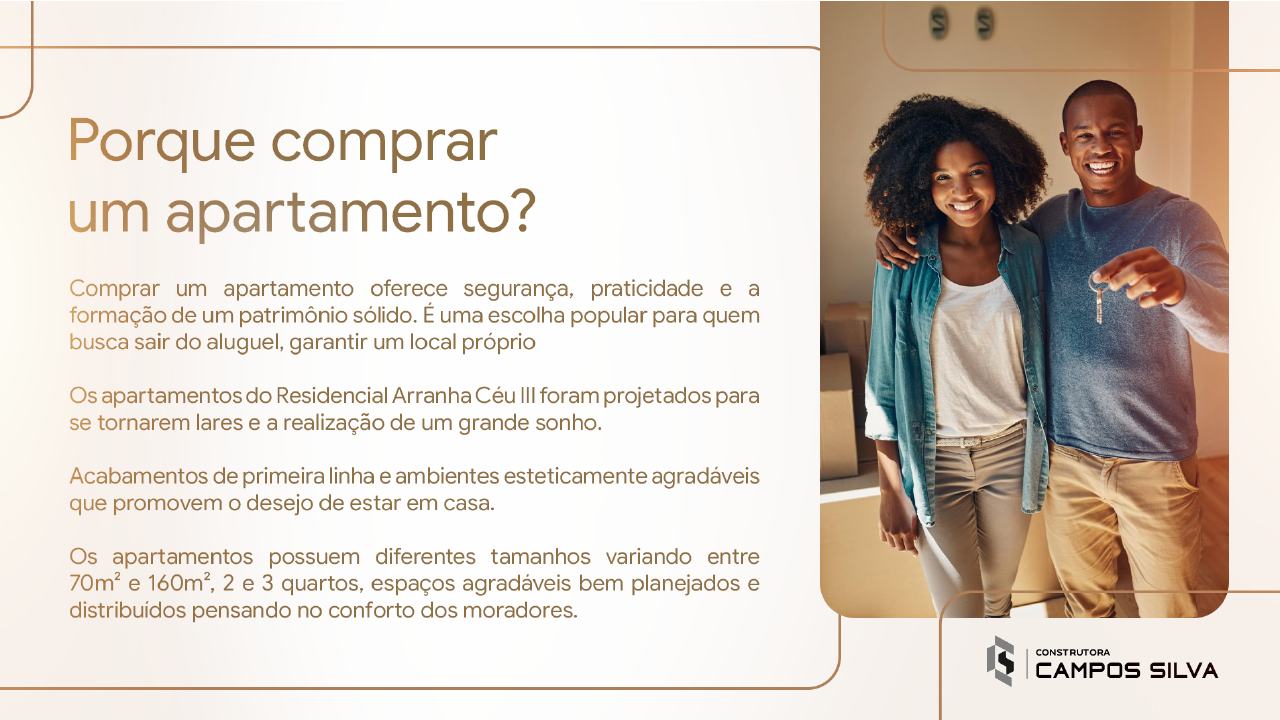 Porque comprar
um apartamento?
Comprar um apartamento oferece segurança, praticidade e a
formação de um patrimônio sólido. É uma escolha popular para quem
busca sair do aluguel, garantir um local próprio
Os apartamentos do Residencial Arranha Céu III foram projetados para
se tornarem lares e a realização de um grande sonho.
Acabamentos de primeira linha e ambientes esteticamente agradáveis
que promovem o desejo de estar em casa.
Os apartamentos possuem diferentes tamanhos variando entre
70m² e 160m², 2 e 3 quartos, espaços agradáveis bem planejados e
distribuídos pensando no conforto dos moradores.
CONSTRUTORA
CAMPOS SILVA